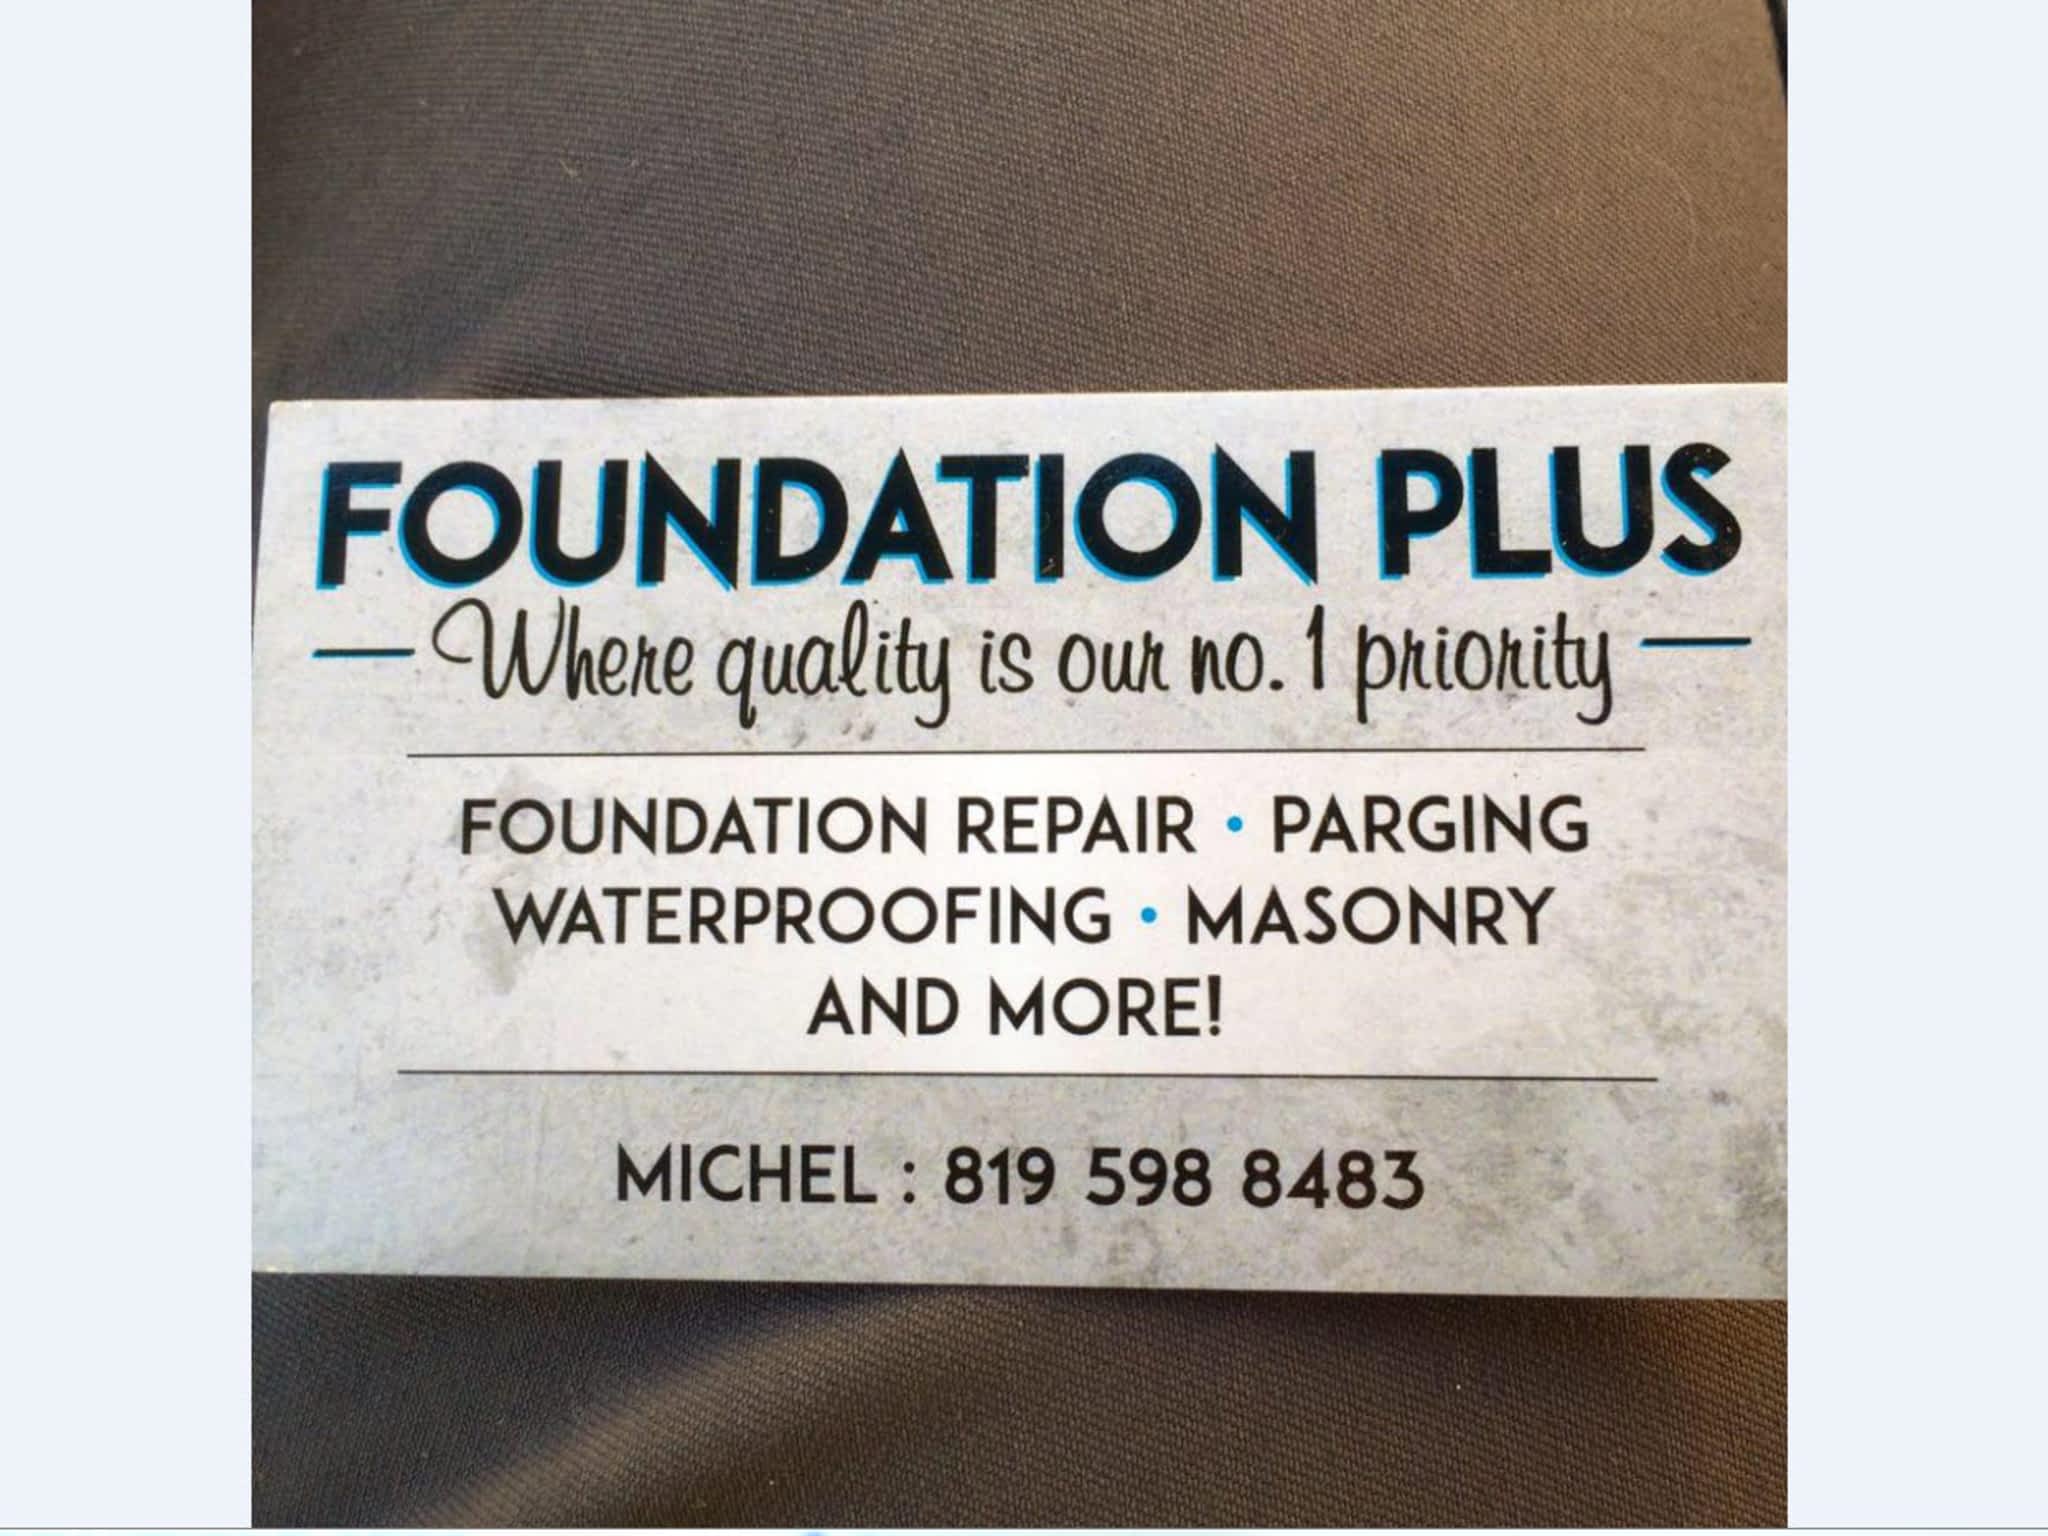 FOUNDATION PLUS
Where quality is our no. 1 priority
FOUNDATION REPAIR • PARGING
WATERPROOFING • MASONRY
AND MORE!
MICHEL : 819 598 8483